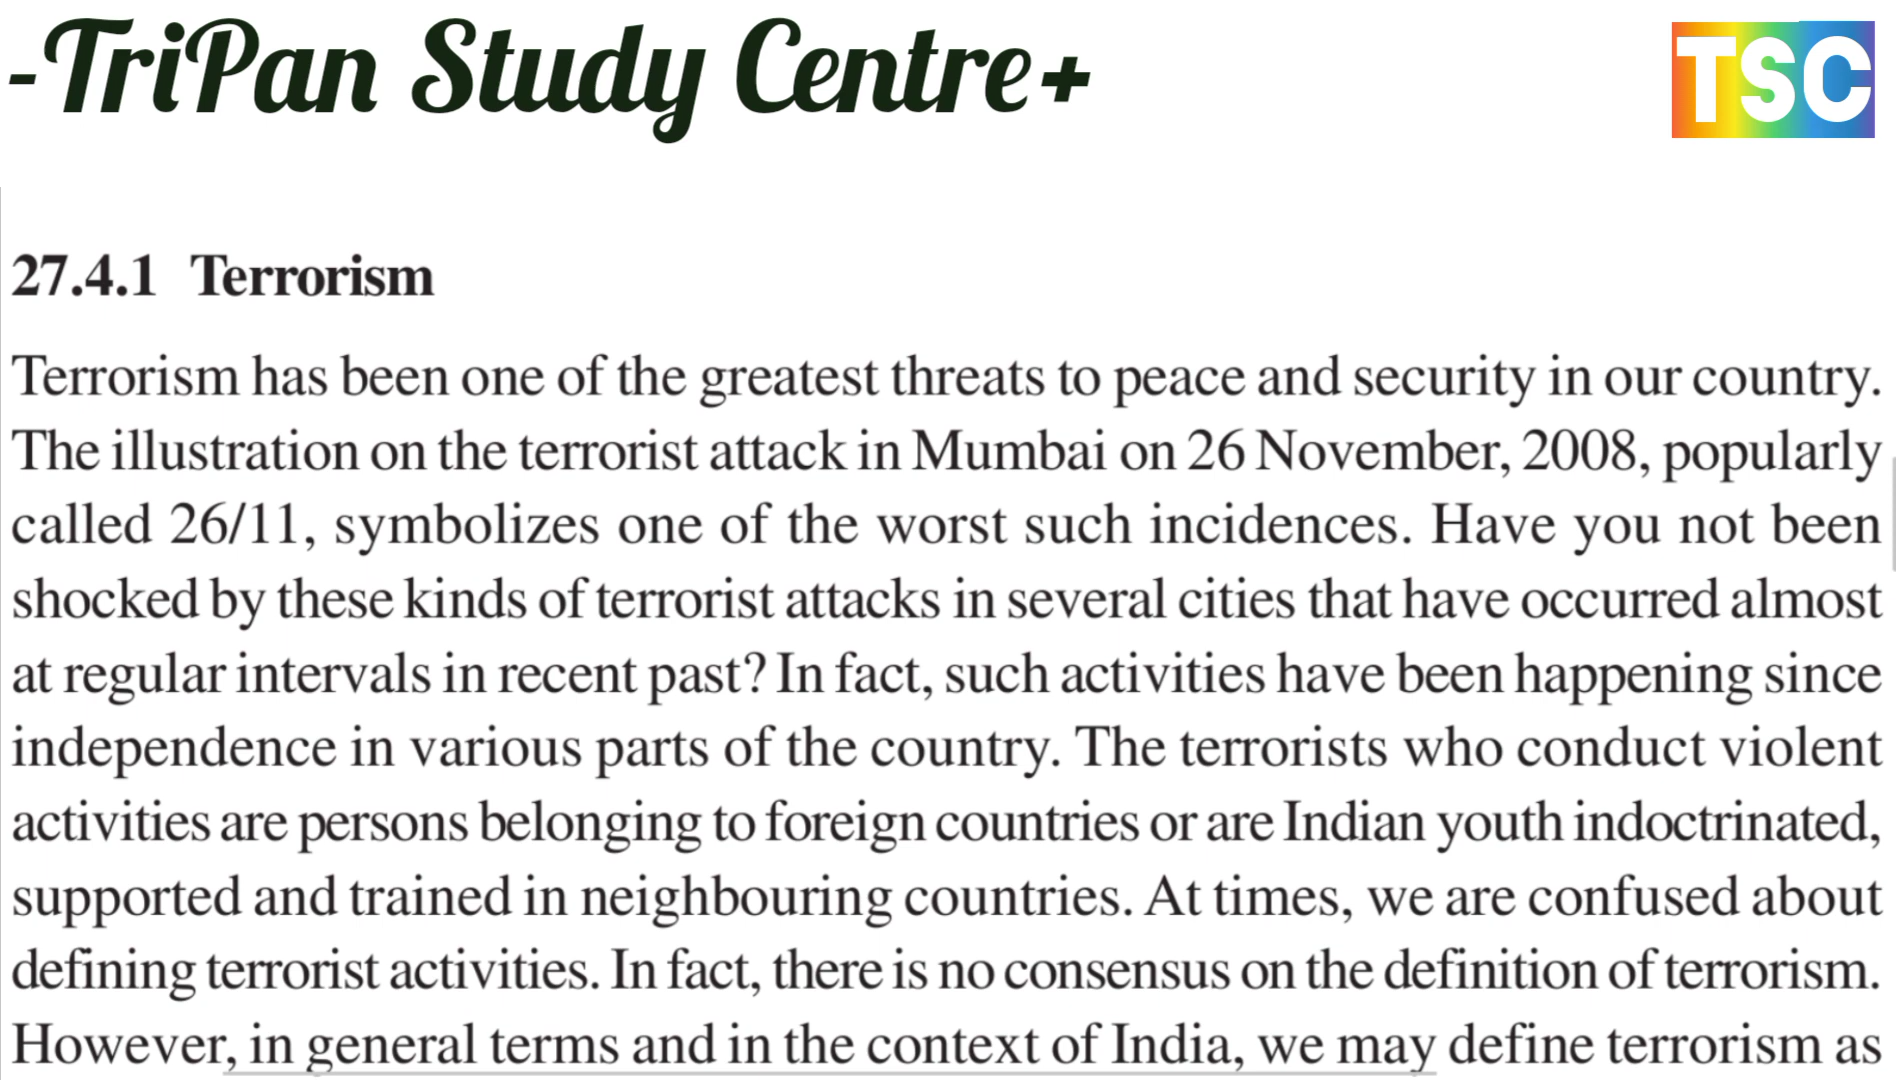 -TriPan Study Centre+
TSC
27.4.1 Terrorism
Terrorism has been one of the greatest threats to peace and security in our country.
The illustration on the terrorist attack in Mumbai on 26 November, 2008, popularly
called 26/11, symbolizes one of the worst such incidences. Have you not been
shocked by these kinds of terrorist attacks in several cities that have occurred almost
at regular intervals in recent past? In fact, such activities have been happening since
independence in various parts of the country. The terrorists who conduct violent
activities are persons belonging to foreign countries or are Indian youth indoctrinated,
supported and trained in neighbouring countries. At times, we are confused about
defining terrorist activities. In fact, there is no consensus on the definition of terrorism.
However, in general terms and in the context of India, we may define terrorism as